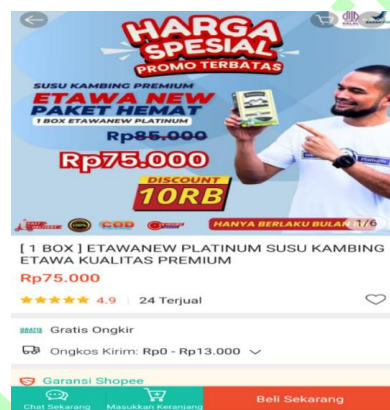 HARGA
SPESIAL
PROMO TERBATAS
SUSU KAMBING PREMIUM
ETAWA NEW
PAKET HEMAT
1 BOX ETAWANEW PLATINUM
Rp85.000
Rp75.000
DISCOUNT
10RB
COD
HANYA BERLAKU BULAN
1/6
[ 1 BOX ] ETAWANEW PLATINUM SUSU KAMBING
ETAWA KUALITAS PREMIUM
Rp75.000
4.9 24 Terjual
Gratis Ongkir
Ongkos Kirim: Rp0 - Rp13.000
Garansi Shopee
Chat Sekarang
Masukkan Keranjang
Beli Sekarang